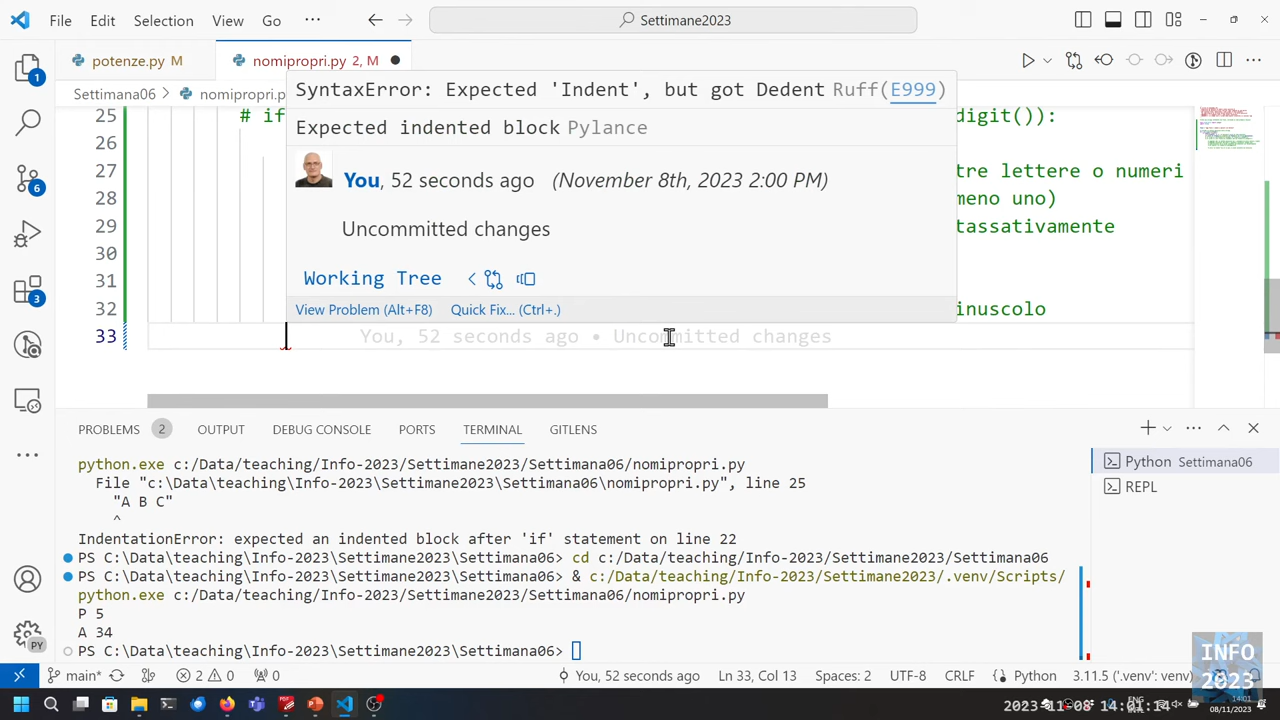 File Edit Selection View Go ··· Settimane2023
potenze.py M nomipropri.py 2, M
Settimana06 > nomipropri.p
SyntaxError: Expected 'Indent', but got Dedent Ruff(E999)
Expected indented block Pylance
You, 52 seconds ago (November 8th, 2023 2:00 PM)
Uncommitted changes
Working Tree
View Problem (Alt+F8) Quick Fix... (Ctrl+.)
25 # if digit()):
26
27 tre lettere o numeri
28 meno uno)
29 tassativamente
30
31
32 inuscolo
33 You, 52 seconds ago • Uncommitted changes
PROBLEMS 2 OUTPUT DEBUG CONSOLE PORTS TERMINAL GITLENS
python.exe c:/Data/teaching/Info-2023/Settimane2023/Settimana06/nomipropri.py
File "c:\Data\teaching\Info-2023\Settimane2023\Settimana06\nomipropri.py", line 25
"A B C"
^
IndentationError: expected an indented block after 'if' statement on line 22
PS C:\Data\teaching\Info-2023\Settimane2023\Settimana06> cd c:/Data/teaching/Info-2023/Settimane2023/Settimana06
PS C:\Data\teaching\Info-2023\Settimane2023\Settimana06> & c:/Data/teaching/Info-2023/Settimane2023/.venv/Scripts/
python.exe c:/Data/teaching/Info-2023/Settimane2023/Settimana06/nomipropri.py
P 5
A 34
PS C:\Data\teaching\Info-2023\Settimane2023\Settimana06>
Python Settimana06
REPL
1
6
3
PY
main* 2 0 0 You, 52 seconds ago Ln 33, Col 13 Spaces: 2 UTF-8 CRLF Python 3.11.5 ('.venv': venv)
INFO
2023
ENG
14:01
08/11/2023